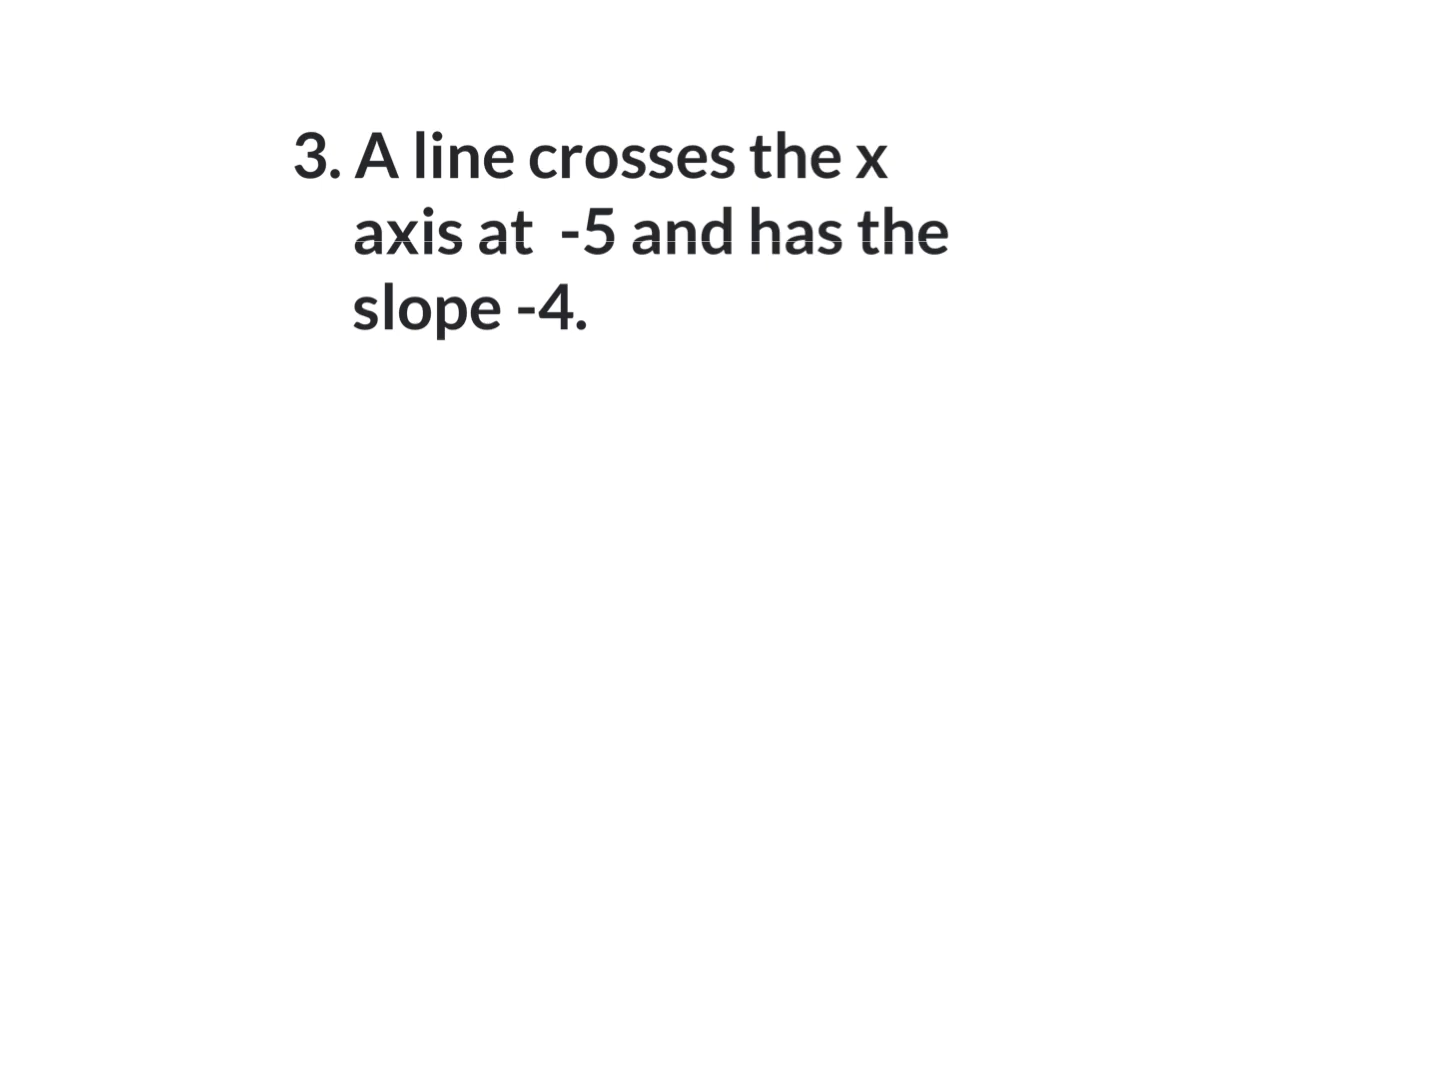 3. A line crosses the x
axis at  -5 and has the
slope -4.